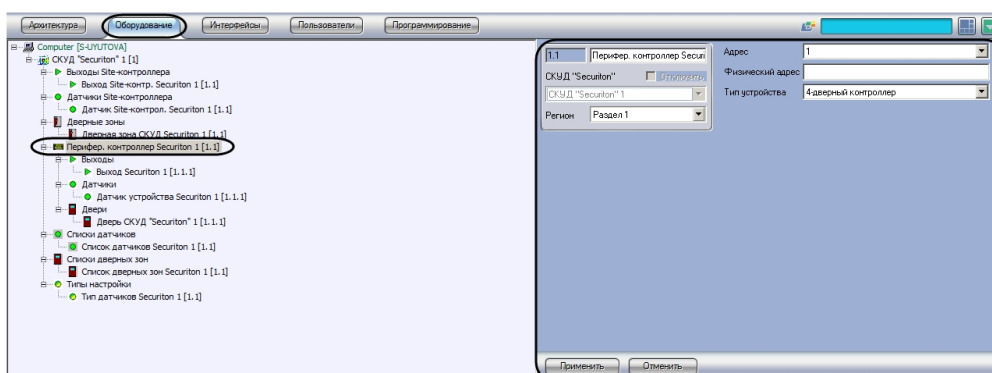 Архитектура Оборудование Интерфейсы Пользователи Программирование
Computer [S-UYUTOVA]
СКУД "Securiton" 1 [1]
Выходы Site-контроллера
Выход Site-контр. Securiton 1 [1.1]
Датчики Site-контроллера
Датчик Site-контрол. Securiton 1 [1.1]
Дверные зоны
Дверная зона СКУД Securiton 1 [1.1]
Перифер. контроллер Securiton 1 [1.1]
Выходы
Выход Securiton 1 [1.1.1]
Датчики
Датчик устройства Securiton 1 [1.1.1]
Двери
Дверь СКУД "Securiton" 1 [1.1.1]
Списки датчиков
Список датчиков Securiton 1 [1.1]
Списки дверных зон
Список дверных зон Securiton 1 [1.1]
Типы настройки
Тип датчиков Securiton 1 [1.1]
1.1 Перифер. контроллер Securi
СКУД "Securiton" Отключить
СКУД "Securiton" 1
Регион Раздел 1
Адрес 1
Физический адрес
Тип устройства 4-дверный контроллер
Применить Отменить